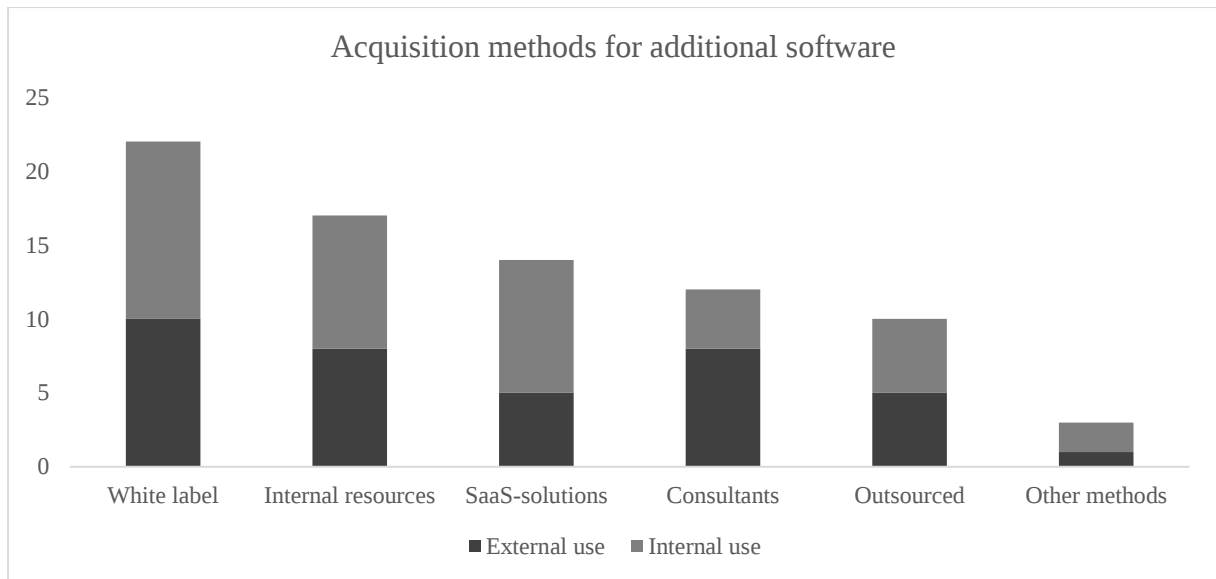 Acquisition methods for additional software
25
20
15
10
5
0
White label Internal resources SaaS-solutions Consultants Outsourced Other methods
External use Internal use